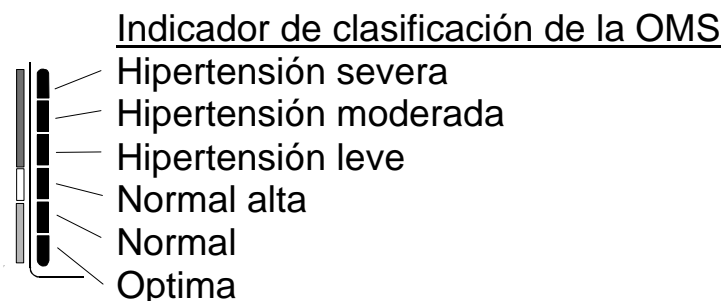 Indicador de clasificación de la OMS
Hipertensión severa
Hipertensión moderada
Hipertensión leve
Normal alta
Normal
Optima